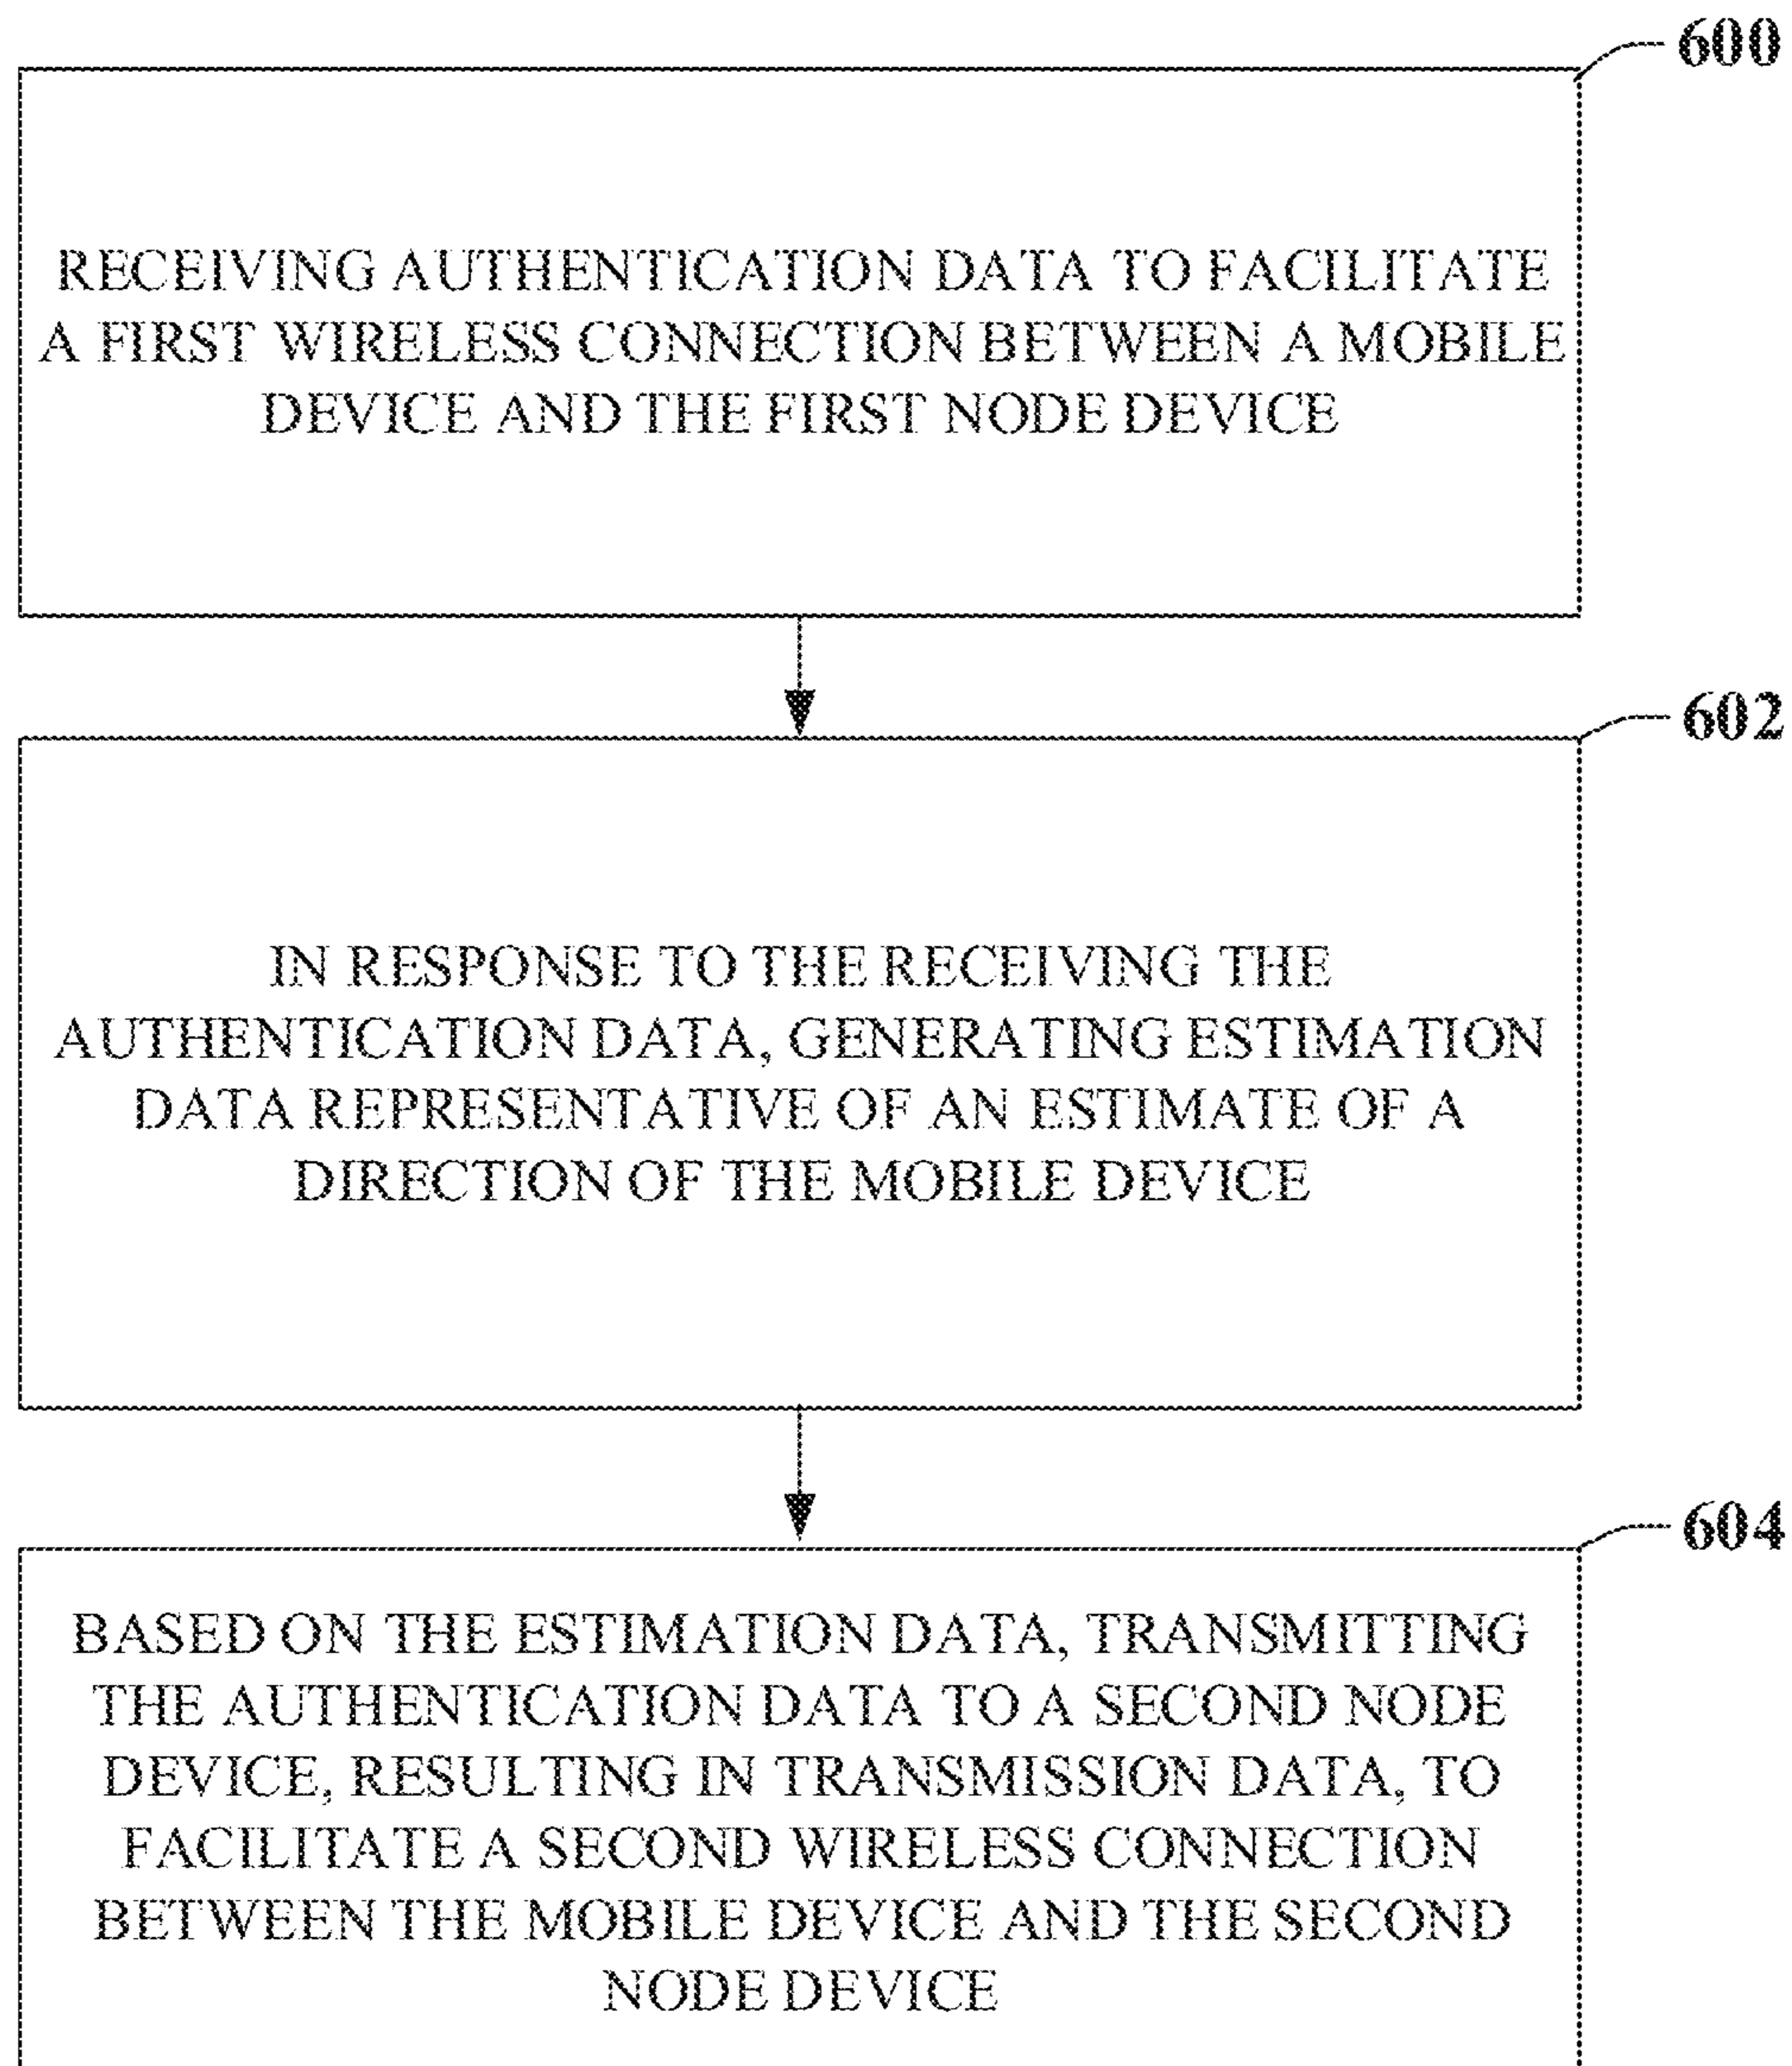 600
RECEIVING AUTHENTICATION DATA TO FACILITATE
A FIRST WIRELESS CONNECTION BETWEEN A MOBILE
DEVICE AND THE FIRST NODE DEVICE
602
IN RESPONSE TO THE RECEIVING THE
AUTHENTICATION DATA, GENERATING ESTIMATION
DATA REPRESENTATIVE OF AN ESTIMATE OF A
DIRECTION OF THE MOBILE DEVICE
604
BASED ON THE ESTIMATION DATA, TRANSMITTING
THE AUTHENTICATION DATA TO A SECOND NODE
DEVICE, RESULTING IN TRANSMISSION DATA, TO
FACILITATE A SECOND WIRELESS CONNECTION
BETWEEN THE MOBILE DEVICE AND THE SECOND
NODE DEVICE